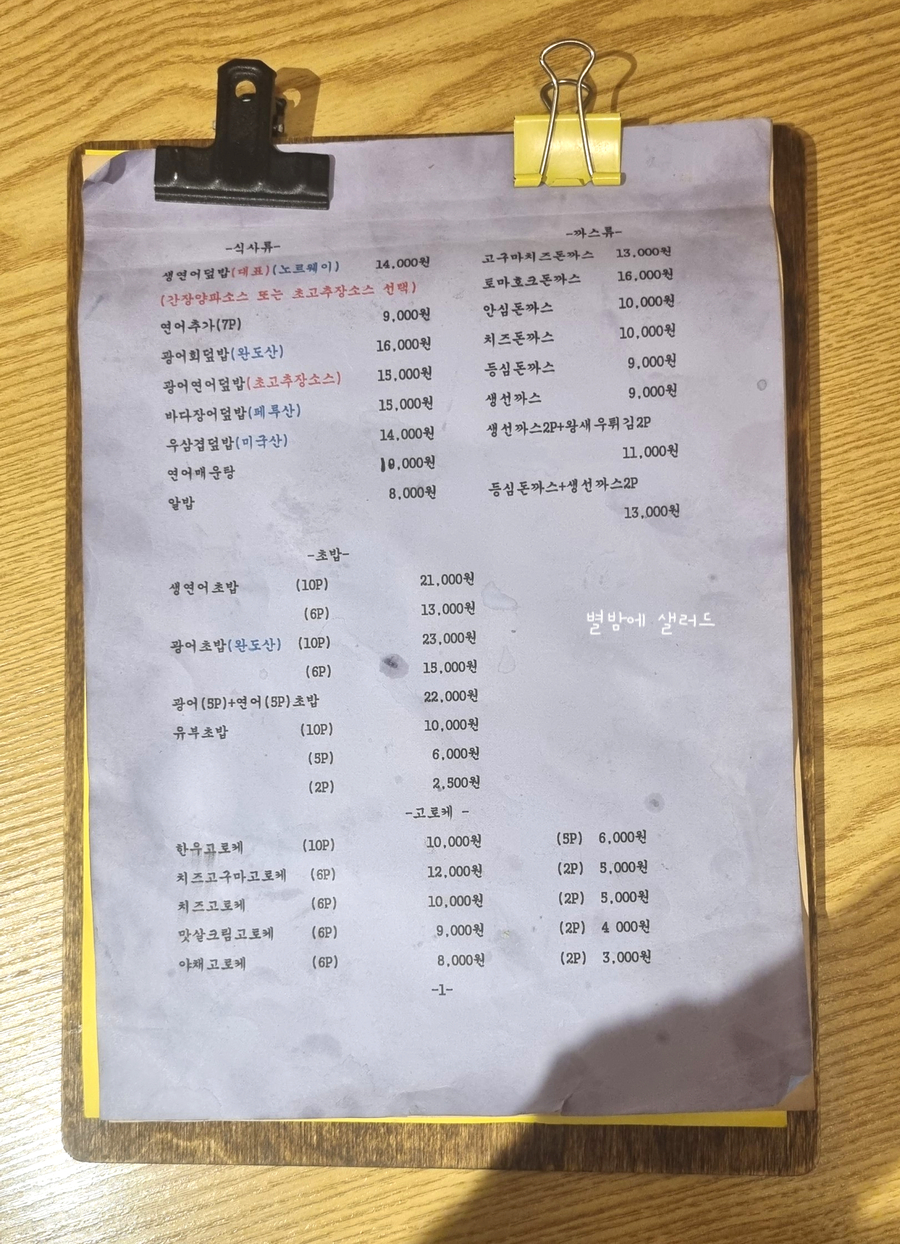 -식사류-
생연어덮밥(대표)(노르웨이) 14,000원
(간장양파소스 또는 초고추장소스 선택)
연어추가(7P) 9,000원
광어회덮밥(완도산) 16,000원
광어연어덮밥(초고추장소스) 15,000원
바다장어덮밥(페루산) 15,000원
우삼겹덮밥(미국산) 14,000원
연어매운탕
알밥 8,000원
-까스류-
고구마치즈돈까스 13,000원
토마호크돈까스 16,000원
안심돈까스 10,000원
치즈돈까스 10,000원
등심돈까스 9,000원
생선까스 9,000원
생선까스2P+왕새우튀김2P
11,000원
등심돈까스+생선까스2P
13,000원
-초밥-
생연어초밥 (10P) 21,000원
(6P) 13,000원
광어초밥(완도산) (10P) 23,000원
(6P) 15,000원
광어(5P)+연어(5P)초밥 22,000원
유부초밥 (10P) 10,000원
(5P) 6,000원
(2P) 2,500원
별밤에 샐러드
-고로케 -
한우고로케 (10P) 10,000원 (5P) 6,000원
치즈고구마고로케 (6P) 12,000원 (2P) 5,000원
치즈고로케 (6P) 10,000원 (2P) 5,000원
맛살크림고로케 (6P) 9,000원 (2P) 4 000원
야채고로케 (6P) 8,000원 (2P) 3,000원
-1-